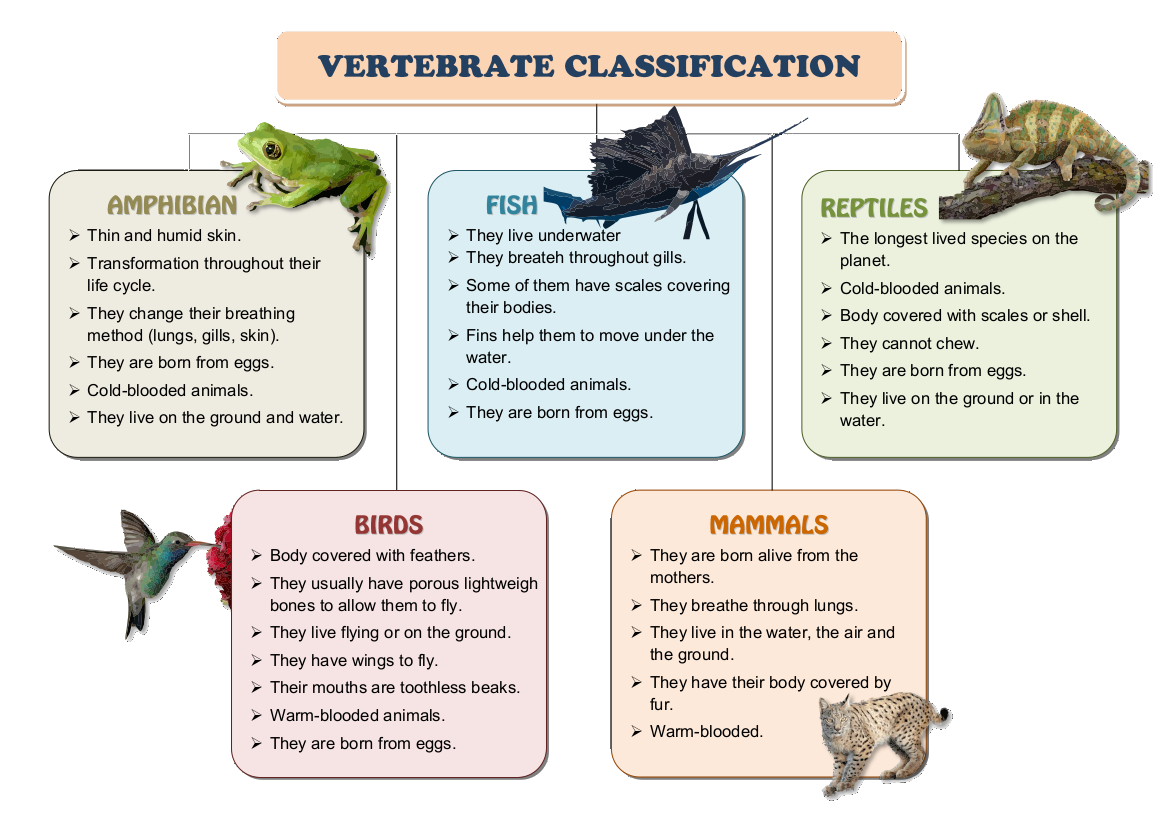 VERTEBRATE CLASSIFICATION
AMPHIBIAN
➢ Thin and humid skin.
➢ Transformation throughout their
life cycle.
➢ They change their breathing
method (lungs, gills, skin).
➢ They are born from eggs.
➢ Cold-blooded animals.
➢ They live on the ground and water.
FISH
➢ They live underwater
➢ They breateh throughout gills.
➢ Some of them have scales covering
their bodies.
➢ Fins help them to move under the
water.
➢ Cold-blooded animals.
➢ They are born from eggs.
REPTILES
➢ The longest lived species on the
planet.
➢ Cold-blooded animals.
➢ Body covered with scales or shell.
➢ They cannot chew.
➢ They are born from eggs.
➢ They live on the ground or in the
water.
BIRDS
➢ Body covered with feathers.
➢ They usually have porous lightweigh
bones to allow them to fly.
➢ They live flying or on the ground.
➢ They have wings to fly.
➢ Their mouths are toothless beaks.
➢ Warm-blooded animals.
➢ They are born from eggs.
MAMMALS
➢ They are born alive from the
mothers.
➢ They breathe through lungs.
➢ They live in the water, the air and
the ground.
➢ They have their body covered by
fur.
➢ Warm-blooded.